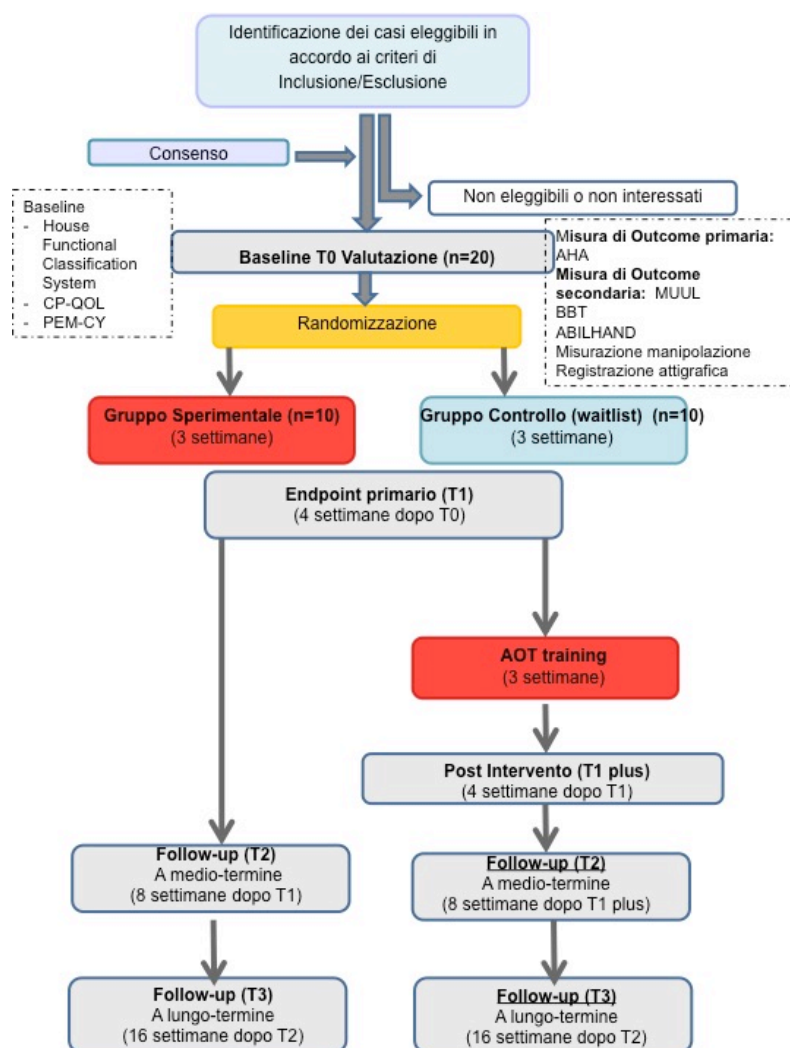 Identificazione dei casi eleggibili in
accordo ai criteri di
Inclusione/Esclusione
Consenso
Non eleggibili o non interessati
Baseline
- House
Functional
Classification
System
- CP-QOL
- PEM-CY
Baseline T0 Valutazione (n=20)
Misura di Outcome primaria:
AHA
Misura di Outcome
secondaria: MUUL
BBT
ABILHAND
Misurazione manipolazione
Registrazione attigrafica
Randomizzazione
Gruppo Sperimentale (n=10)
(3 settimane)
Gruppo Controllo (waitlist) (n=10)
(3 settimane)
Endpoint primario (T1)
(4 settimane dopo T0)
AOT training
(3 settimane)
Post Intervento (T1 plus)
(4 settimane dopo T1)
Follow-up (T2)
A medio-termine
(8 settimane dopo T1)
Follow-up (T2)
A medio-termine
(8 settimane dopo T1 plus)
Follow-up (T3)
A lungo-termine
(16 settimane dopo T2)
Follow-up (T3)
A lungo-termine
(16 settimane dopo T2)